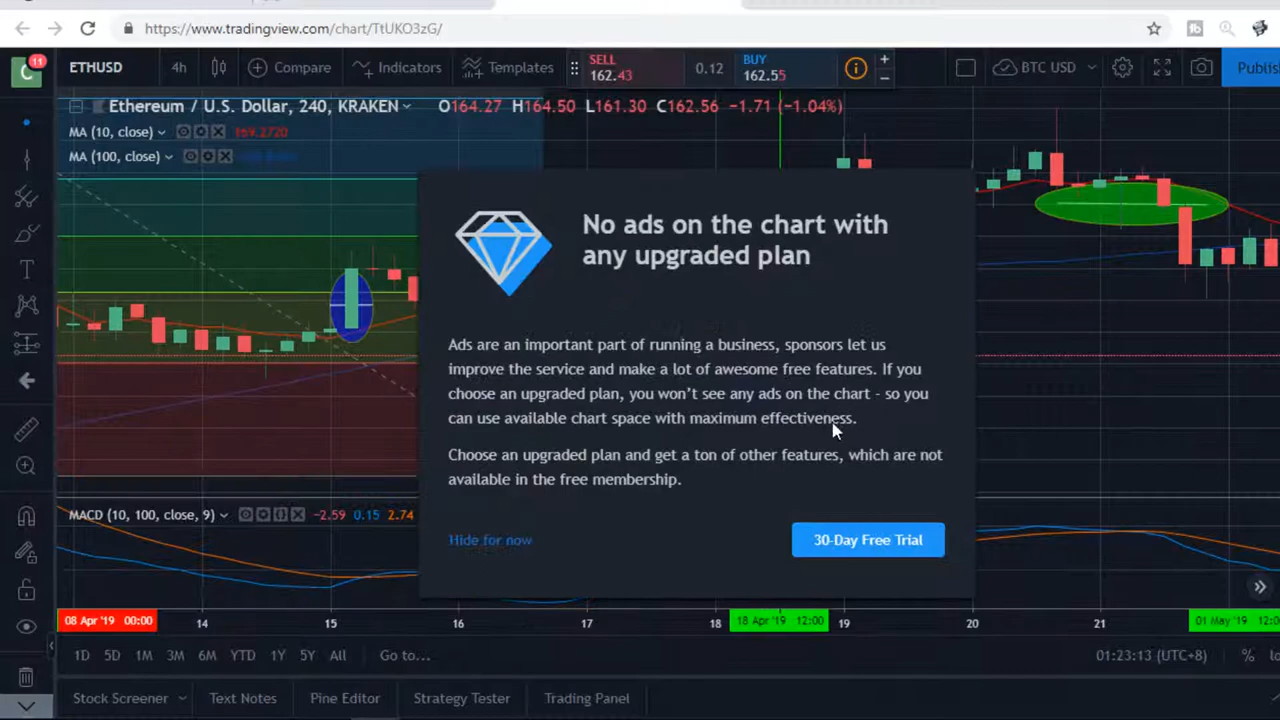 https://www.tradingview.com/chart/TtUKO3zG/
C
11
ETHUSD
4h
Compare
Indicators
Templates
SELL
162.43
0.12
BUY
162.55
BTC USD
Publis
Ethereum / U.S. Dollar, 240, KRAKEN
O164.27 H164.50 L161.30 C162.56 −1.71 (−1.04%)
MA (10, close)
169.2720
MA (100, close)
No ads on the chart with
any upgraded plan
Ads are an important part of running a business, sponsors let us
improve the service and make a lot of awesome free features. If you
choose an upgraded plan, you won’t see any ads on the chart - so you
can use available chart space with maximum effectiveness.
Choose an upgraded plan and get a ton of other features, which are not
available in the free membership.
Hide for now
30-Day Free Trial
MACD (10, 100, close, 9)
−2.59 0.15 2.74
08 Apr '19 00:00
14
15
16
17
18
18 Apr '19 12:00
19
20
21
01 May '19 12:0
1D 5D 1M 3M 6M YTD 1Y 5Y All
Go to...
01:23:13 (UTC+8)
%
lo
Stock Screener
Text Notes
Pine Editor
Strategy Tester
Trading Panel